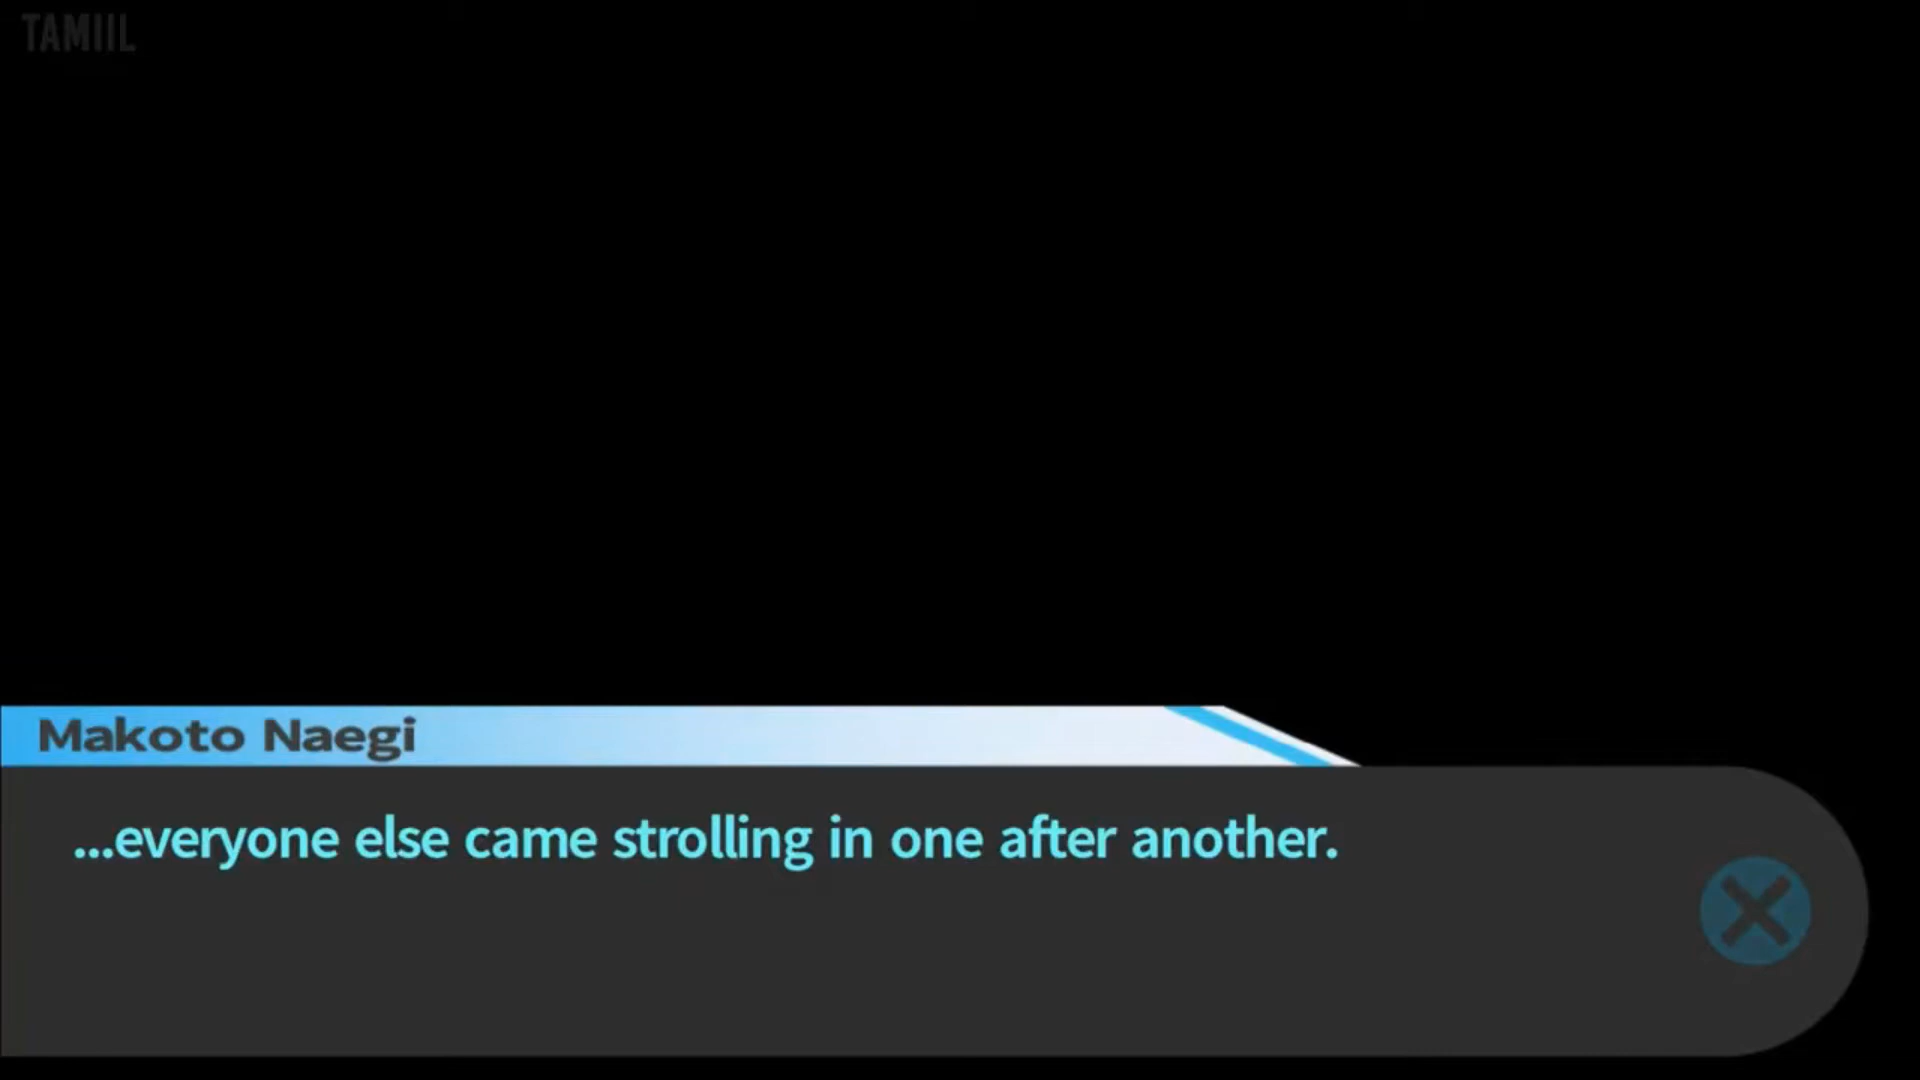 TAMIIL
Makoto Naegi
...everyone else came strolling in one after another.